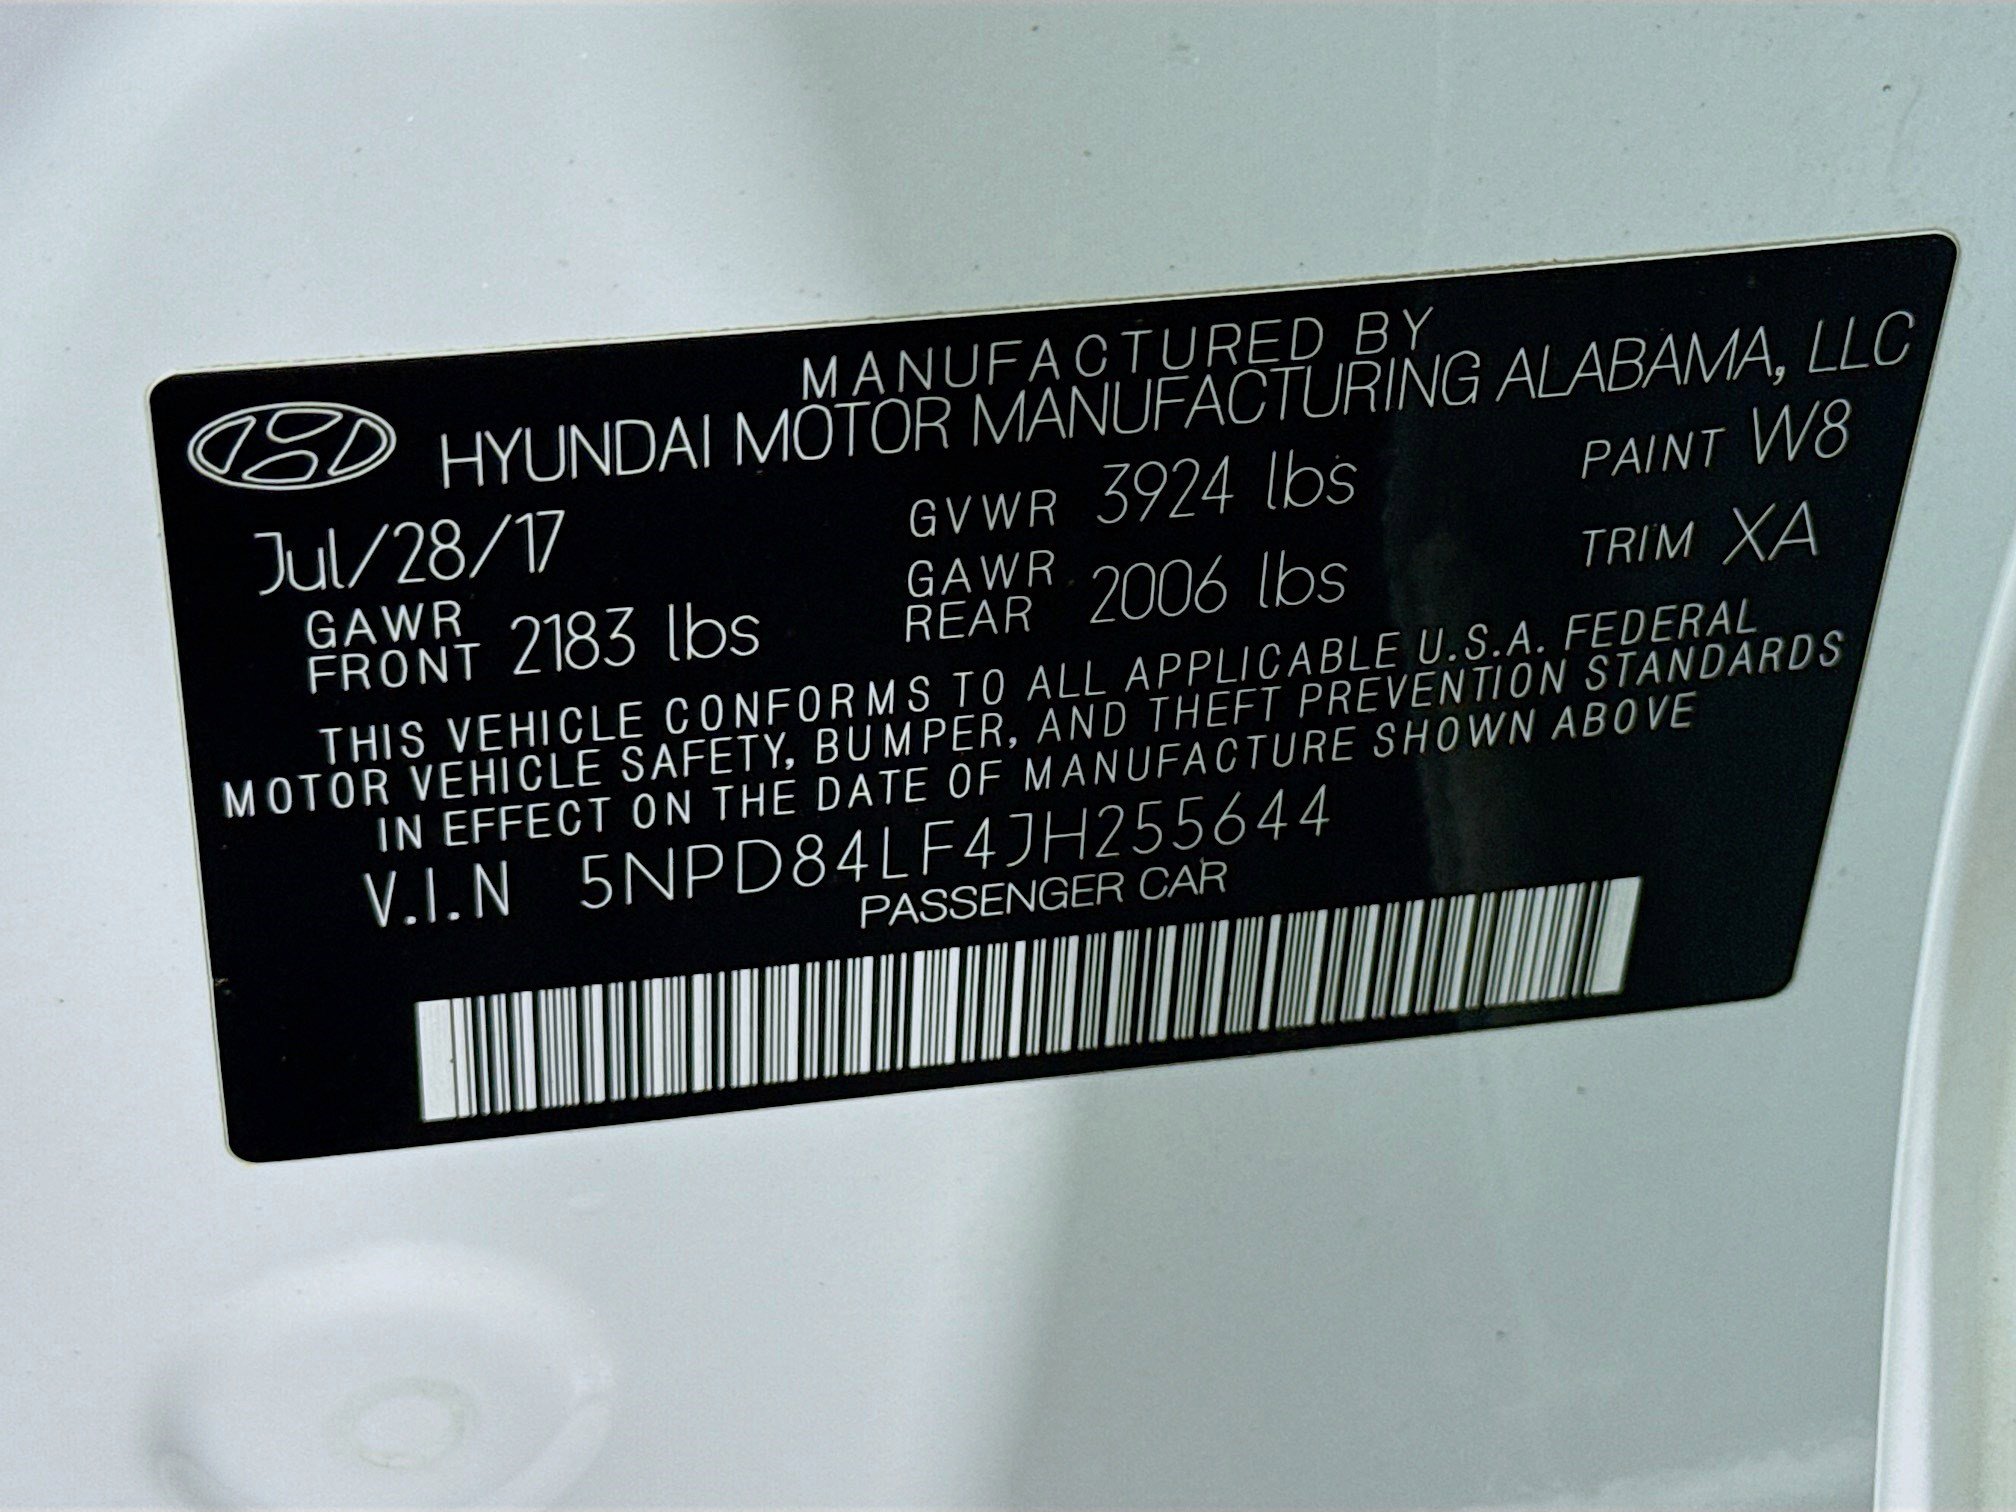 MANUFACTURED BY
HYUNDAI MOTOR MANUFACTURING ALABAMA, LLC
Jul/28/17 GVWR 3924 lbs PAINT W8
GAWR FRONT 2183 lbs GAWR REAR 2006 lbs TRIM XA
THIS VEHICLE CONFORMS TO ALL APPLICABLE U.S.A. FEDERAL
MOTOR VEHICLE SAFETY, BUMPER, AND THEFT PREVENTION STANDARDS
IN EFFECT ON THE DATE OF MANUFACTURE SHOWN ABOVE
V.I.N 5NPD84LF4JH255644
PASSENGER CAR